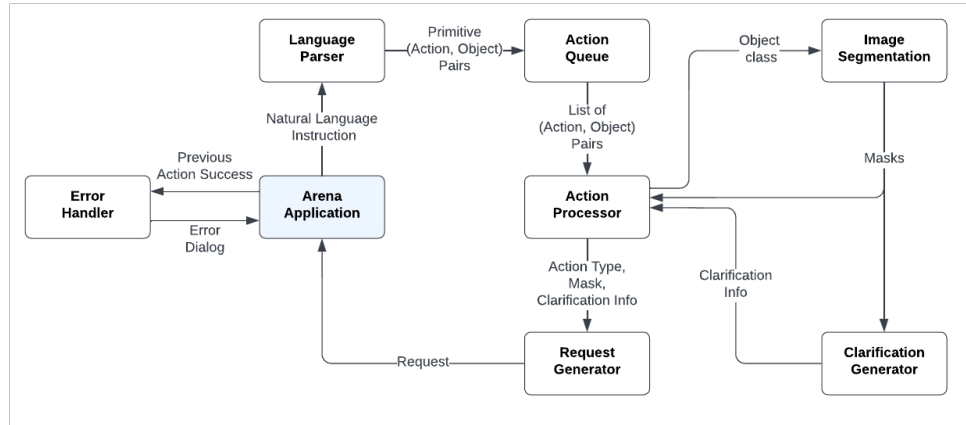 Language
Parser
Primitive
(Action, Object)
Pairs
Action
Queue
Object
class
Image
Segmentation
Natural Language
Instruction
List of
(Action, Object)
Pairs
Masks
Previous
Action Success
Error
Handler
Arena
Application
Action
Processor
Error
Dialog
Action Type,
Mask,
Clarification Info
Clarification
Info
Request
Request
Generator
Clarification
Generator